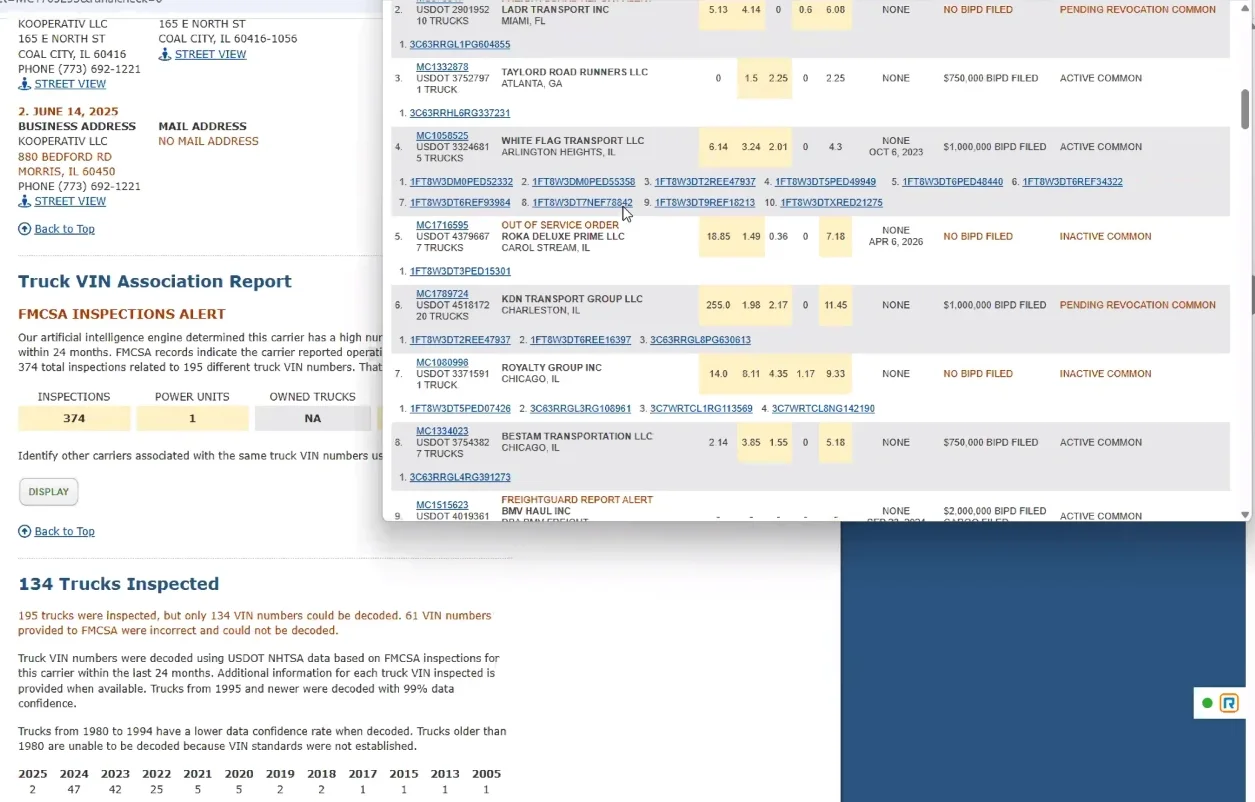 KOOPERATIV LLC 165 E NORTH ST
165 E NORTH ST COAL CITY, IL 60416-1056
COAL CITY, IL 60416 STREET VIEW
PHONE (773) 692-1221
STREET VIEW
2. JUNE 14, 2025
BUSINESS ADDRESS MAIL ADDRESS
KOOPERATIV LLC NO MAIL ADDRESS
880 BEDFORD RD
MORRIS, IL 60450
PHONE (773) 692-1221
STREET VIEW
Back to Top
Truck VIN Association Report
FMCSA INSPECTIONS ALERT
Our artificial intelligence engine determined this carrier has a high nur
within 24 months. FMCSA records indicate the carrier reported operati
374 total inspections related to 195 different truck VIN numbers. That
INSPECTIONS POWER UNITS OWNED TRUCKS
374 1 NA
Identify other carriers associated with the same truck VIN numbers us
DISPLAY
Back to Top
134 Trucks Inspected
195 trucks were inspected, but only 134 VIN numbers could be decoded. 61 VIN numbers
provided to FMCSA were incorrect and could not be decoded.
Truck VIN numbers were decoded using USDOT NHTSA data based on FMCSA inspections for
this carrier within the last 24 months. Additional information for each truck VIN inspected is
provided when available. Trucks from 1995 and newer were decoded with 99% data
confidence.
Trucks from 1980 to 1994 have a lower data confidence rate when decoded. Trucks older than
1980 are unable to be decoded because VIN standards were not established.
2025 2024 2023 2022 2021 2020 2019 2018 2017 2015 2013 2005
2 47 42 25 5 5 2 2 1 1 1 1
2. USDOT 2901952 LADR TRANSPORT INC 5.13 4.14 0 0.6 6.08 NONE NO BIPD FILED PENDING REVOCATION COMMON
10 TRUCKS MIAMI, FL
1. 3C63RRGL1PG604855
MC1332878
3. USDOT 3752797 TAYLORD ROAD RUNNERS LLC 0 1.5 2.25 0 2.25 NONE $750,000 BIPD FILED ACTIVE COMMON
1 TRUCK ATLANTA, GA
1. 3C63RRHL6RG337231
MC1058525
4. USDOT 3324681 WHITE FLAG TRANSPORT LLC 6.14 3.24 2.01 0 4.3 NONE $1,000,000 BIPD FILED ACTIVE COMMON
5 TRUCKS ARLINGTON HEIGHTS, IL OCT 6, 2023
1. 1FT8W3DM0PED52332 2. 1FT8W3DM0PED55358 3. 1FT8W3DT2REE47937 4. 1FT8W3DT5PED49949 5. 1FT8W3DT6PED48440 6. 1FT8W3DT6REF34322
7. 1FT8W3DT6REF93984 8. 1FT8W3DT7NEF78842 9. 1FT8W3DT9REF18213 10. 1FT8W3DTXRED21275
MC1716595 OUT OF SERVICE ORDER
5. USDOT 4379667 ROKA DELUXE PRIME LLC 18.85 1.49 0.36 0 7.18 NONE NO BIPD FILED INACTIVE COMMON
7 TRUCKS CAROL STREAM, IL APR 6, 2026
1. 1FT8W3DT3PED15301
MC1789724
6. USDOT 4518172 KDN TRANSPORT GROUP LLC 255.0 1.98 2.17 0 11.45 NONE $1,000,000 BIPD FILED PENDING REVOCATION COMMON
20 TRUCKS CHARLESTON, IL
1. 1FT8W3DT2REE47937 2. 1FT8W3DT6REE16397 3. 3C63RRGL8PG630613
MC1080996
7. USDOT 3371591 ROYALTY GROUP INC 14.0 8.11 4.35 1.17 9.33 NONE NO BIPD FILED INACTIVE COMMON
1 TRUCK CHICAGO, IL
1. 1FT8W3DT5PED07426 2. 3C63RRGL3RG108961 3. 3C7WRTCL1RG113569 4. 3C7WRTCL8NG142190
MC1334023
8. USDOT 3754382 BESTAM TRANSPORTATION LLC 2.14 3.85 1.55 0 5.18 NONE $750,000 BIPD FILED ACTIVE COMMON
7 TRUCKS CHICAGO, IL
1. 3C63RRGL4RG391273
MC1515623 FREIGHTGUARD REPORT ALERT
9. USDOT 4019361 BMV HAUL INC - - - - - NONE $2,000,000 BIPD FILED ACTIVE COMMON